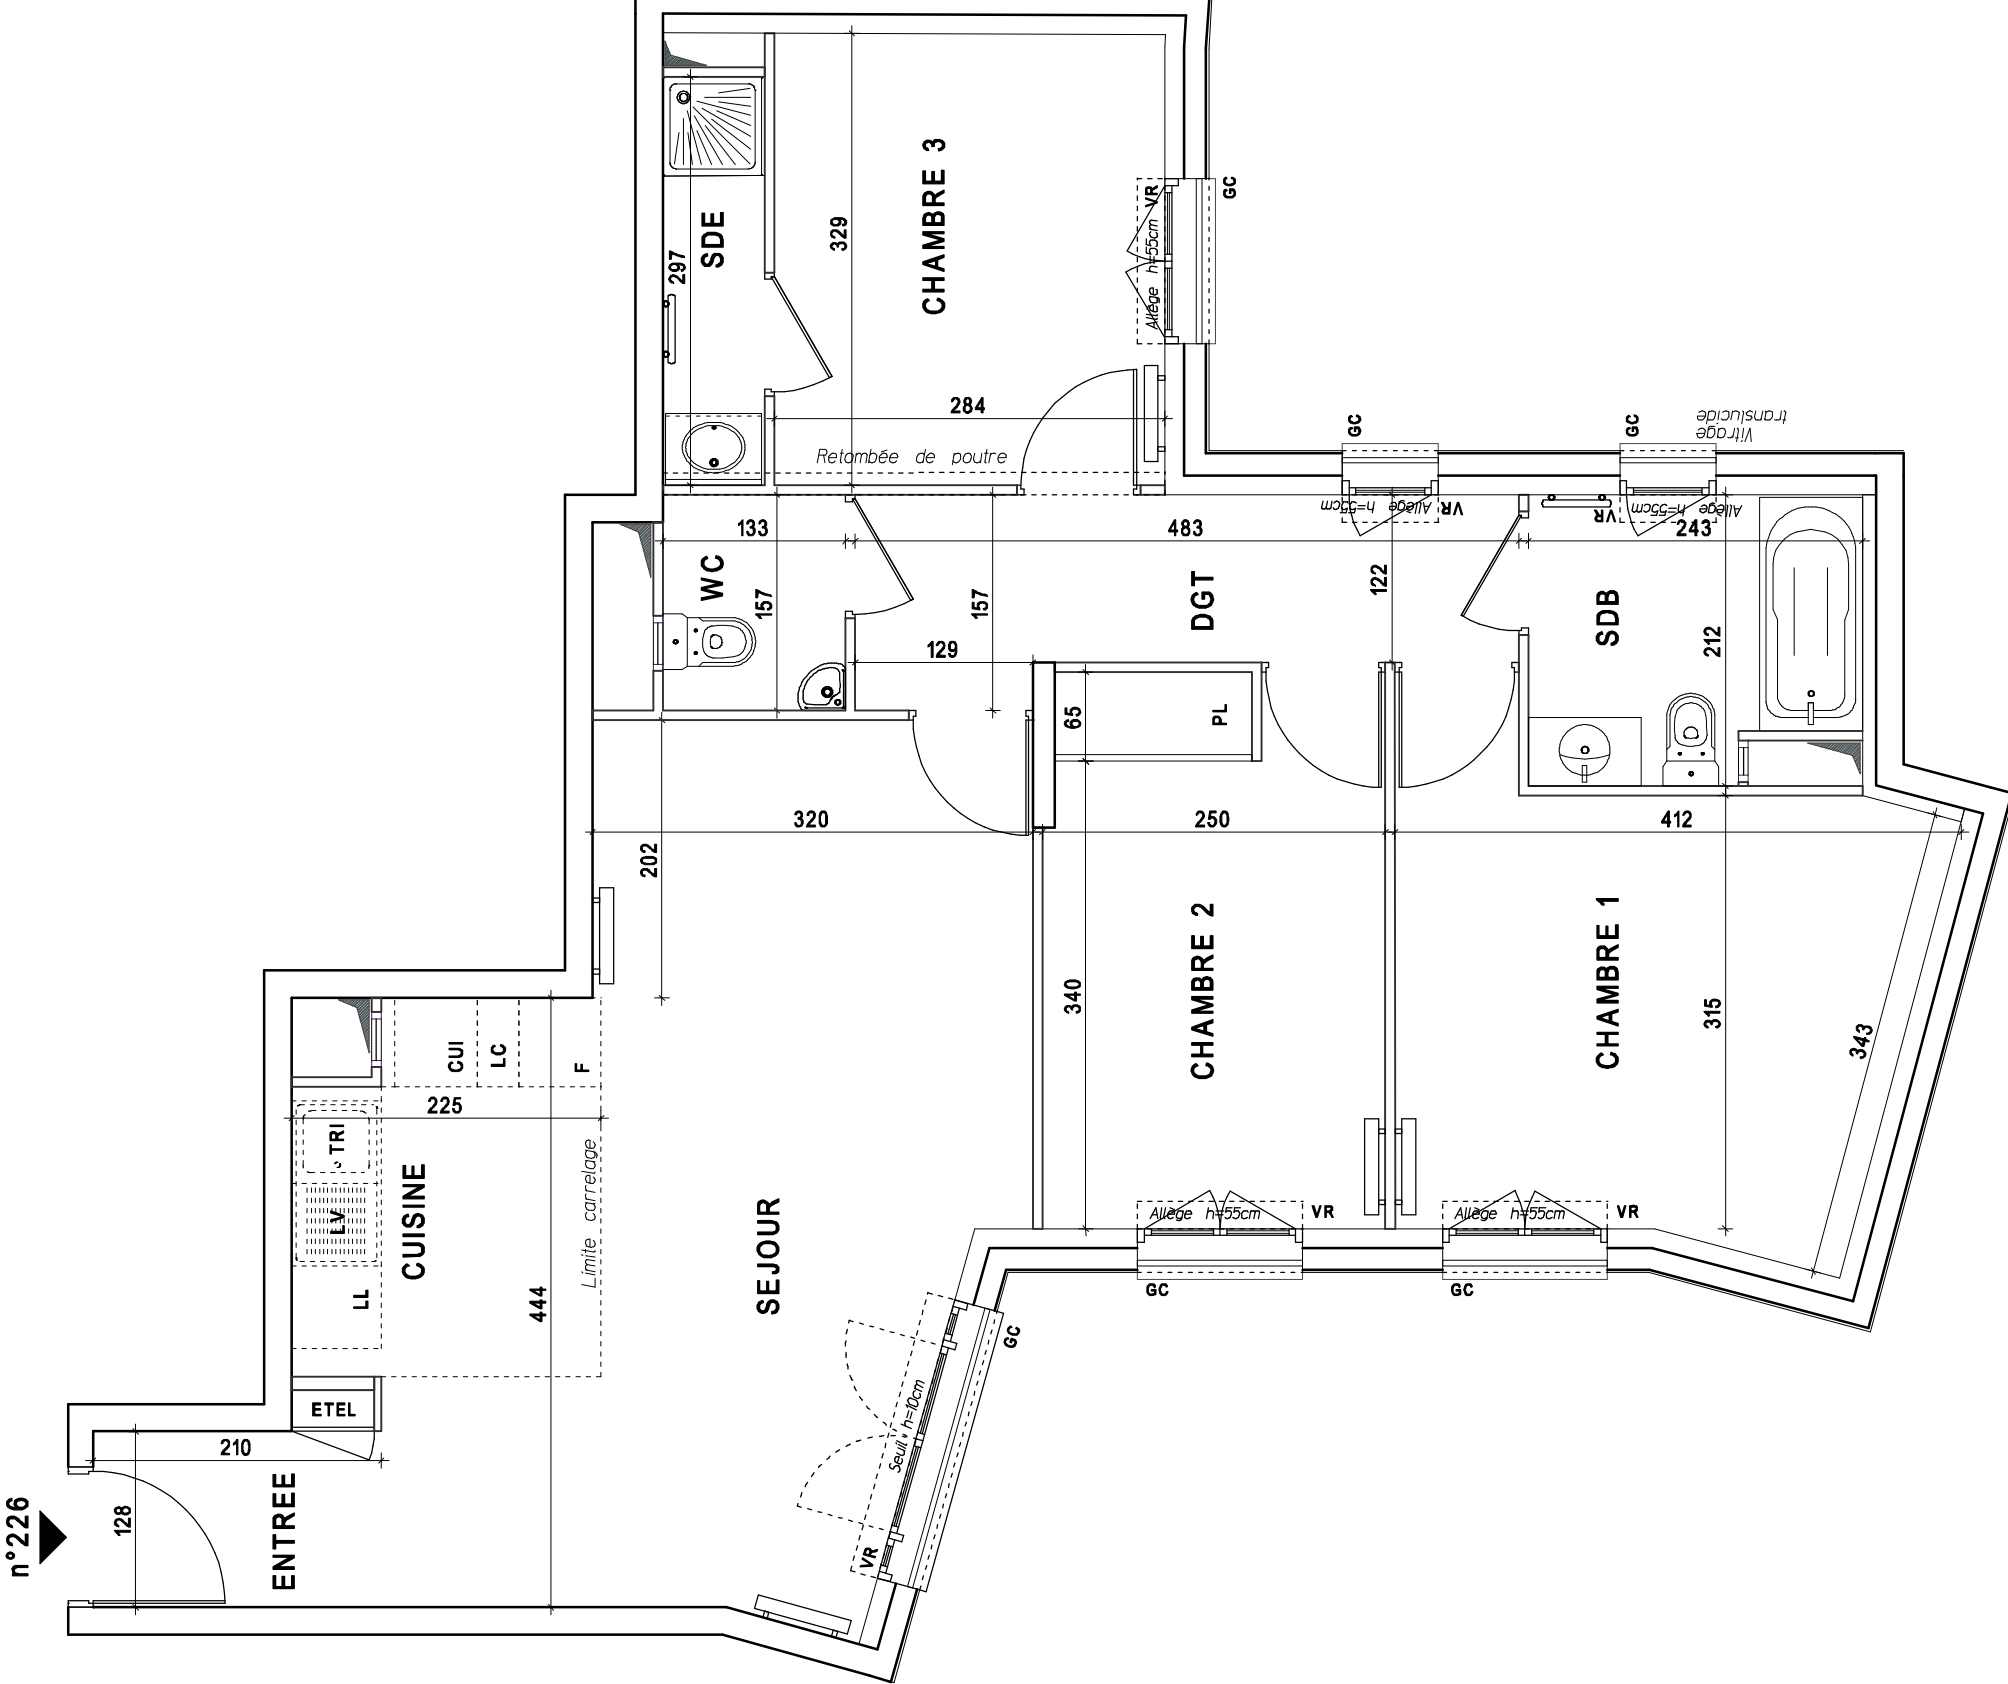 SDE
297
CHAMBRE 3
329
284
Retombée de poutre
VR
Allège h=55cm
GC
GC
VR
Allège h=55cm
GC
Vitrage
translucide
VR
Allège h=55cm
133
WC
157
157
129
483
DGT
122
SDB
243
212
65
PL
320
202
250
412
340
CHAMBRE 2
CHAMBRE 1
315
343
CUI
LC
F
225
TRI
LV
LL
CUISINE
Limite carrelage
444
SEJOUR
Allège h=55cm
VR
GC
Allège h=55cm
VR
GC
GC
Seuil h=10cm
VR
ETEL
210
ENTREE
128
n°226